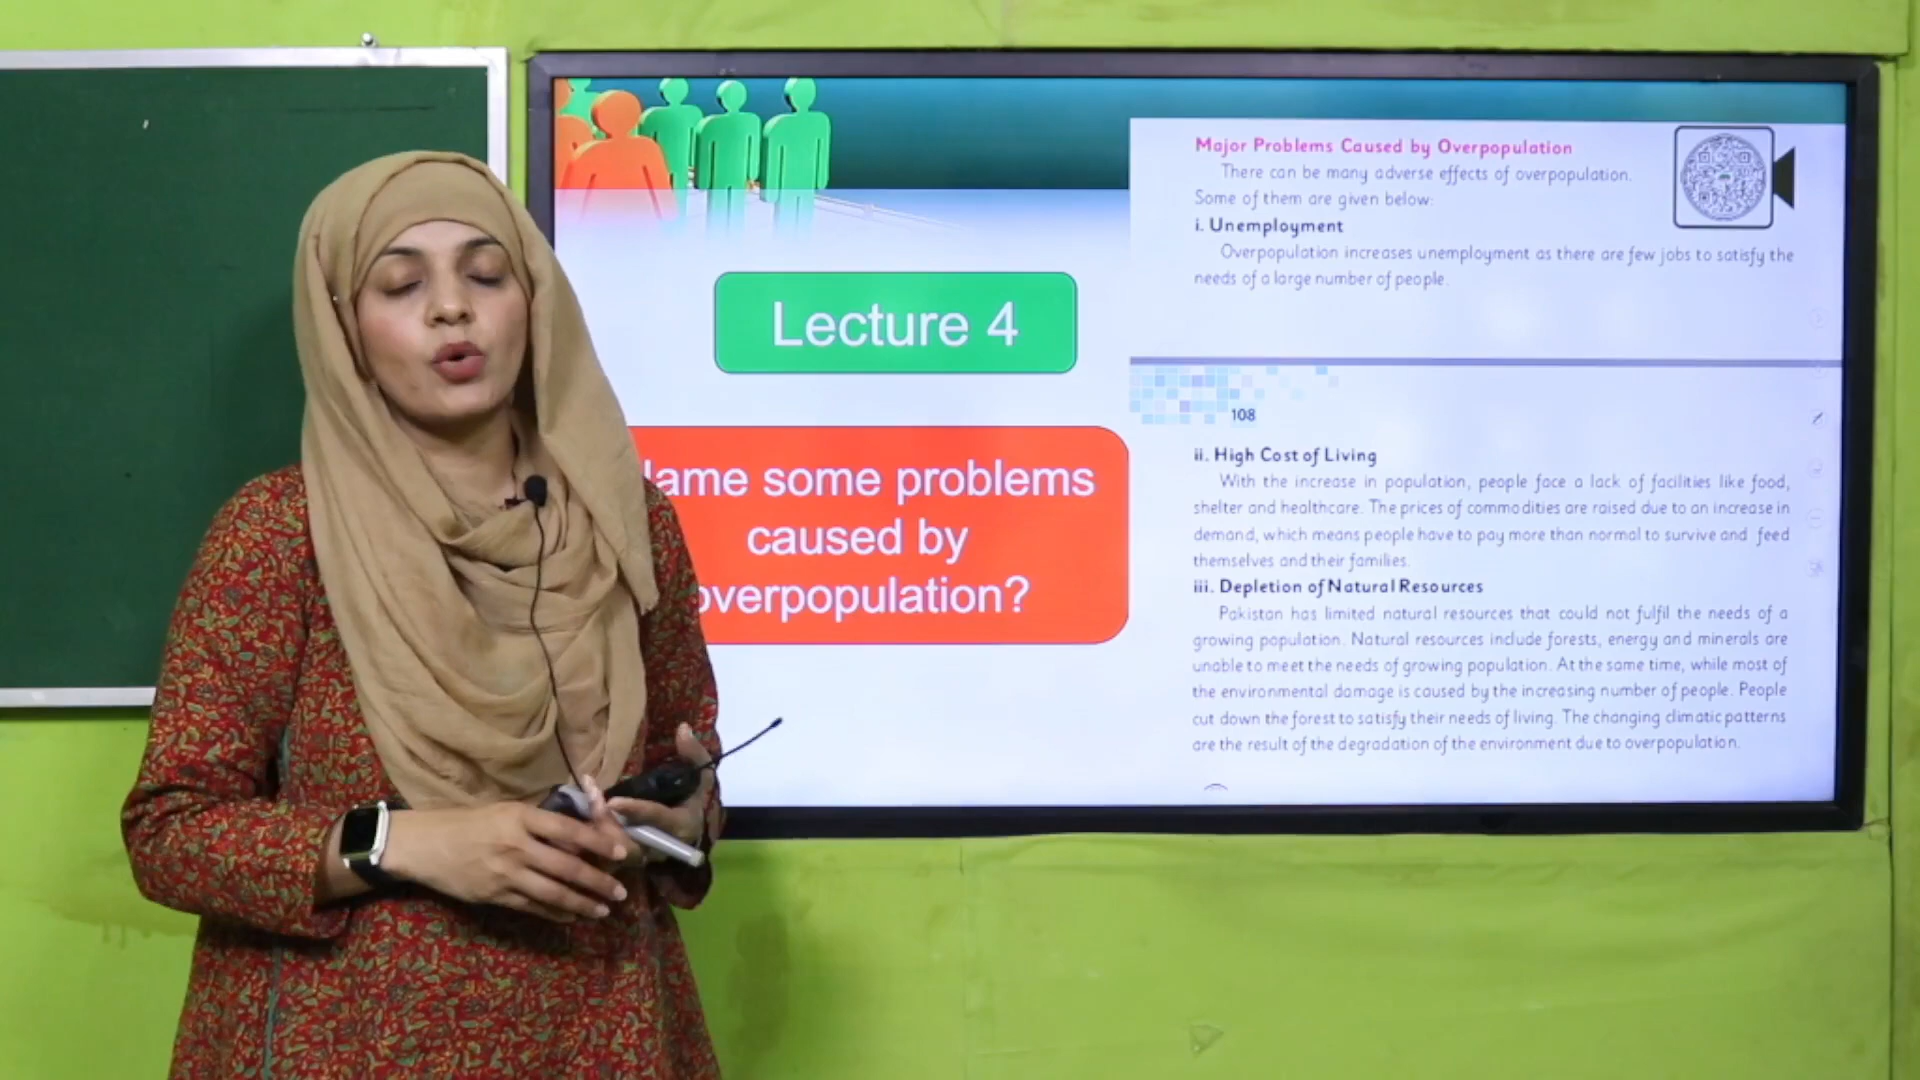 Lecture 4
ame some problems
caused by
overpopulation?
Major Problems Caused by Overpopulation
There can be many adverse effects of overpopulation.
Some of them are given below:
i. Unemployment
Overpopulation increases unemployment as there are few jobs to satisfy the
needs of a large number of people.
108
ii. High Cost of Living
With the increase in population, people face a lack of facilities like food,
shelter and healthcare. The prices of commodities are raised due to an increase in
demand, which means people have to pay more than normal to survive and feed
themselves and their families.
iii. Depletion of Natural Resources
Pakistan has limited natural resources that could not fulfil the needs of a
growing population. Natural resources include forests, energy and minerals are
unable to meet the needs of growing population. At the same time, while most of
the environmental damage is caused by the increasing number of people. People
cut down the forest to satisfy their needs of living. The changing climatic patterns
are the result of the degradation of the environment due to overpopulation.